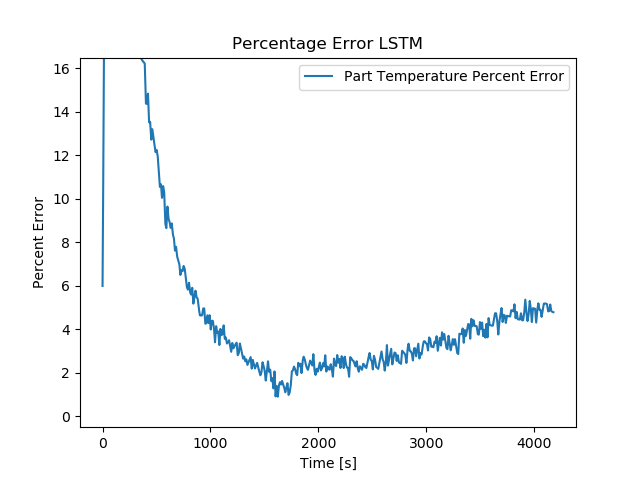 Percentage Error LSTM
Part Temperature Percent Error
16
14
12
10
8
6
4
2
0
Percent Error
0 1000 2000 3000 4000
Time [s]